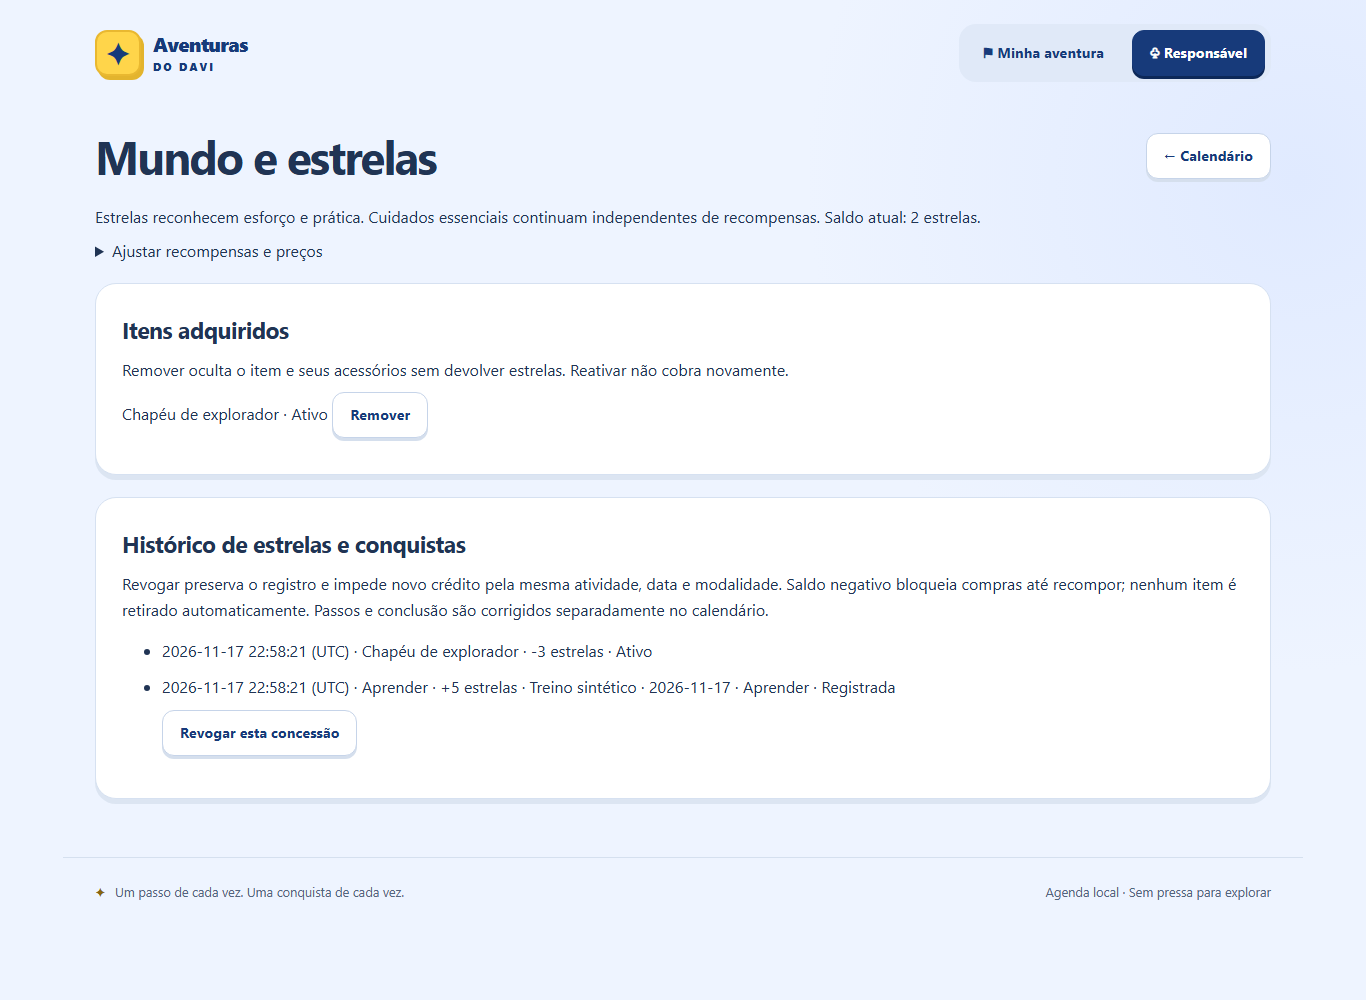 Aventuras
DO DAVI
Minha aventura
Responsável
Mundo e estrelas
← Calendário
Estrelas reconhecem esforço e prática. Cuidados essenciais continuam independentes de recompensas. Saldo atual: 2 estrelas.
Ajustar recompensas e preços
Itens adquiridos
Remover oculta o item e seus acessórios sem devolver estrelas. Reativar não cobra novamente.
Chapéu de explorador · Ativo
Remover
Histórico de estrelas e conquistas
Revogar preserva o registro e impede novo crédito pela mesma atividade, data e modalidade. Saldo negativo bloqueia compras até recompor; nenhum item é
retirado automaticamente. Passos e conclusão são corrigidos separadamente no calendário.
2026-11-17 22:58:21 (UTC) · Chapéu de explorador · -3 estrelas · Ativo
2026-11-17 22:58:21 (UTC) · Aprender · +5 estrelas · Treino sintético · 2026-11-17 · Aprender · Registrada
Revogar esta concessão
Um passo de cada vez. Uma conquista de cada vez.
Agenda local · Sem pressa para explorar